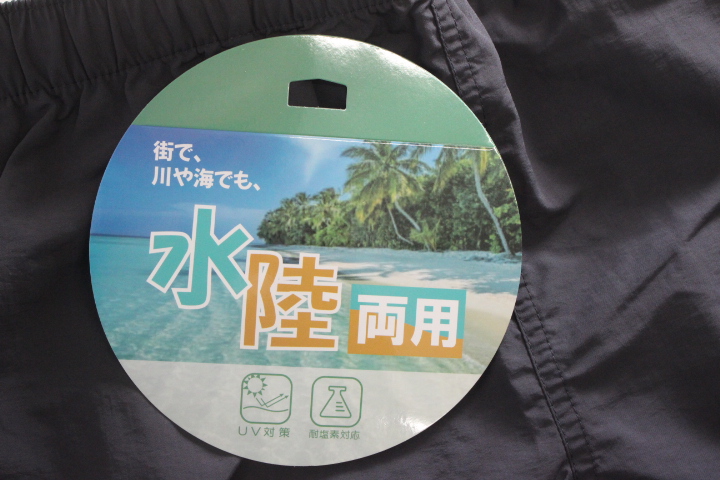 街で、
川や海でも、
水陸両用
UV対策
耐塩素対応